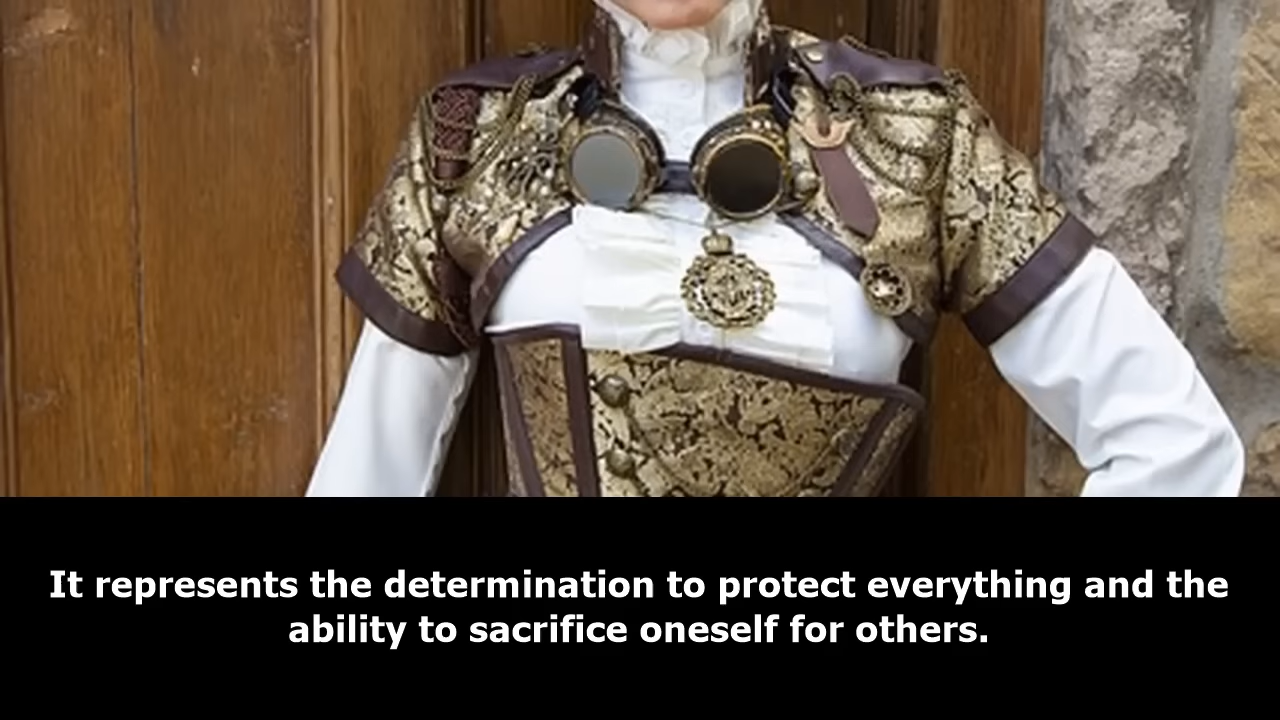 It represents the determination to protect everything and the
ability to sacrifice oneself for others.